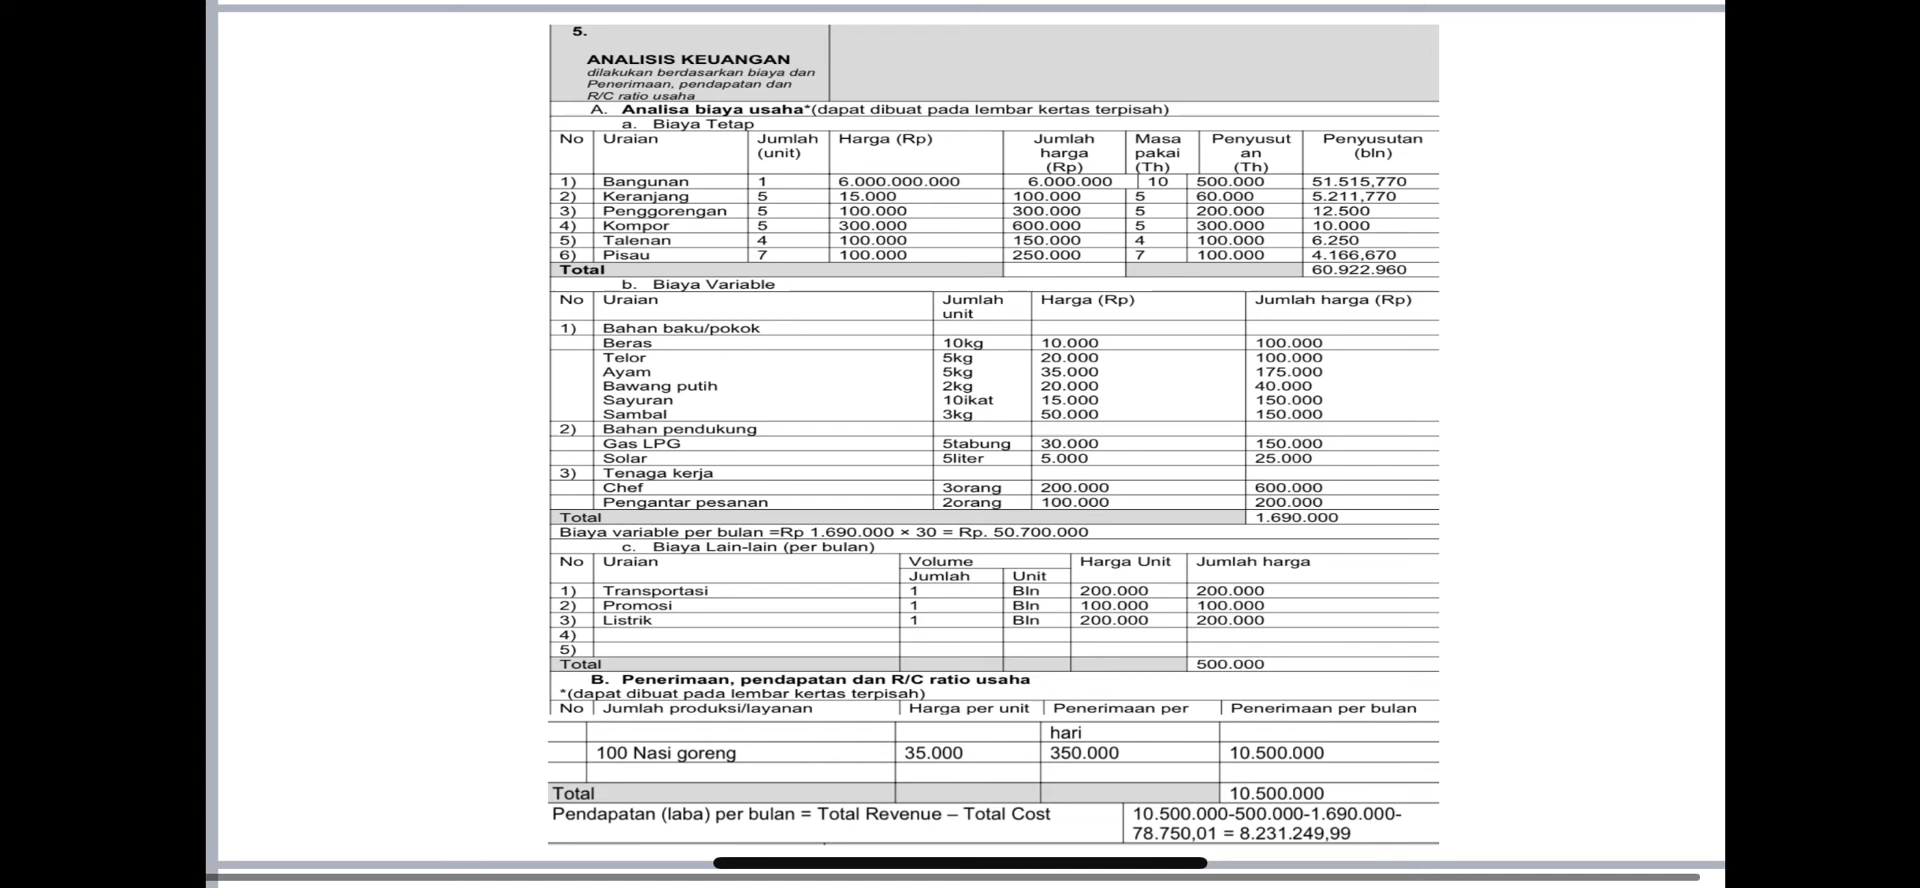 5.
ANALISIS KEUANGAN
dilakukan berdasarkan biaya dan
Penerimaan, pendapatan dan
R/C ratio usaha
A. Analisa biaya usaha*(dapat dibuat pada lembar kertas terpisah)
a. Biaya Tetap
No Uraian Jumlah (unit) Harga (Rp) Jumlah harga (Rp) Masa pakai (Th) Penyusut an (Th) Penyusutan (bln)
1) Bangunan 1 6.000.000.000 6.000.000 10 500.000 51.515,770
2) Keranjang 5 15.000 100.000 5 60.000 5.211,770
3) Penggorengan 5 100.000 300.000 5 200.000 12.500
4) Kompor 5 300.000 600.000 5 300.000 10.000
5) Talenan 4 100.000 150.000 4 100.000 6.250
6) Pisau 7 100.000 250.000 7 100.000 4.166,670
Total 60.922.960
b. Biaya Variable
No Uraian Jumlah unit Harga (Rp) Jumlah harga (Rp)
1) Bahan baku/pokok
Beras 10kg 10.000 100.000
Telor 5kg 20.000 100.000
Ayam 5kg 35.000 175.000
Bawang putih 2kg 20.000 40.000
Sayuran 10ikat 15.000 150.000
Sambal 3kg 50.000 150.000
2) Bahan pendukung
Gas LPG 5tabung 30.000 150.000
Solar 5liter 5.000 25.000
3) Tenaga kerja
Chef 3orang 200.000 600.000
Pengantar pesanan 2orang 100.000 200.000
Total 1.690.000
Biaya variable per bulan =Rp 1.690.000 × 30 = Rp. 50.700.000
c. Biaya Lain-lain (per bulan)
No Uraian Volume Harga Unit Jumlah harga
Jumlah Unit
1) Transportasi 1 Bln 200.000 200.000
2) Promosi 1 Bln 100.000 100.000
3) Listrik 1 Bln 200.000 200.000
4)
5)
Total 500.000
B. Penerimaan, pendapatan dan R/C ratio usaha
*(dapat dibuat pada lembar kertas terpisah)
No Jumlah produksi/layanan Harga per unit Penerimaan per Penerimaan per bulan
hari
100 Nasi goreng 35.000 350.000 10.500.000
Total 10.500.000
Pendapatan (laba) per bulan = Total Revenue – Total Cost 10.500.000-500.000-1.690.000-
78.750,01 = 8.231.249,99